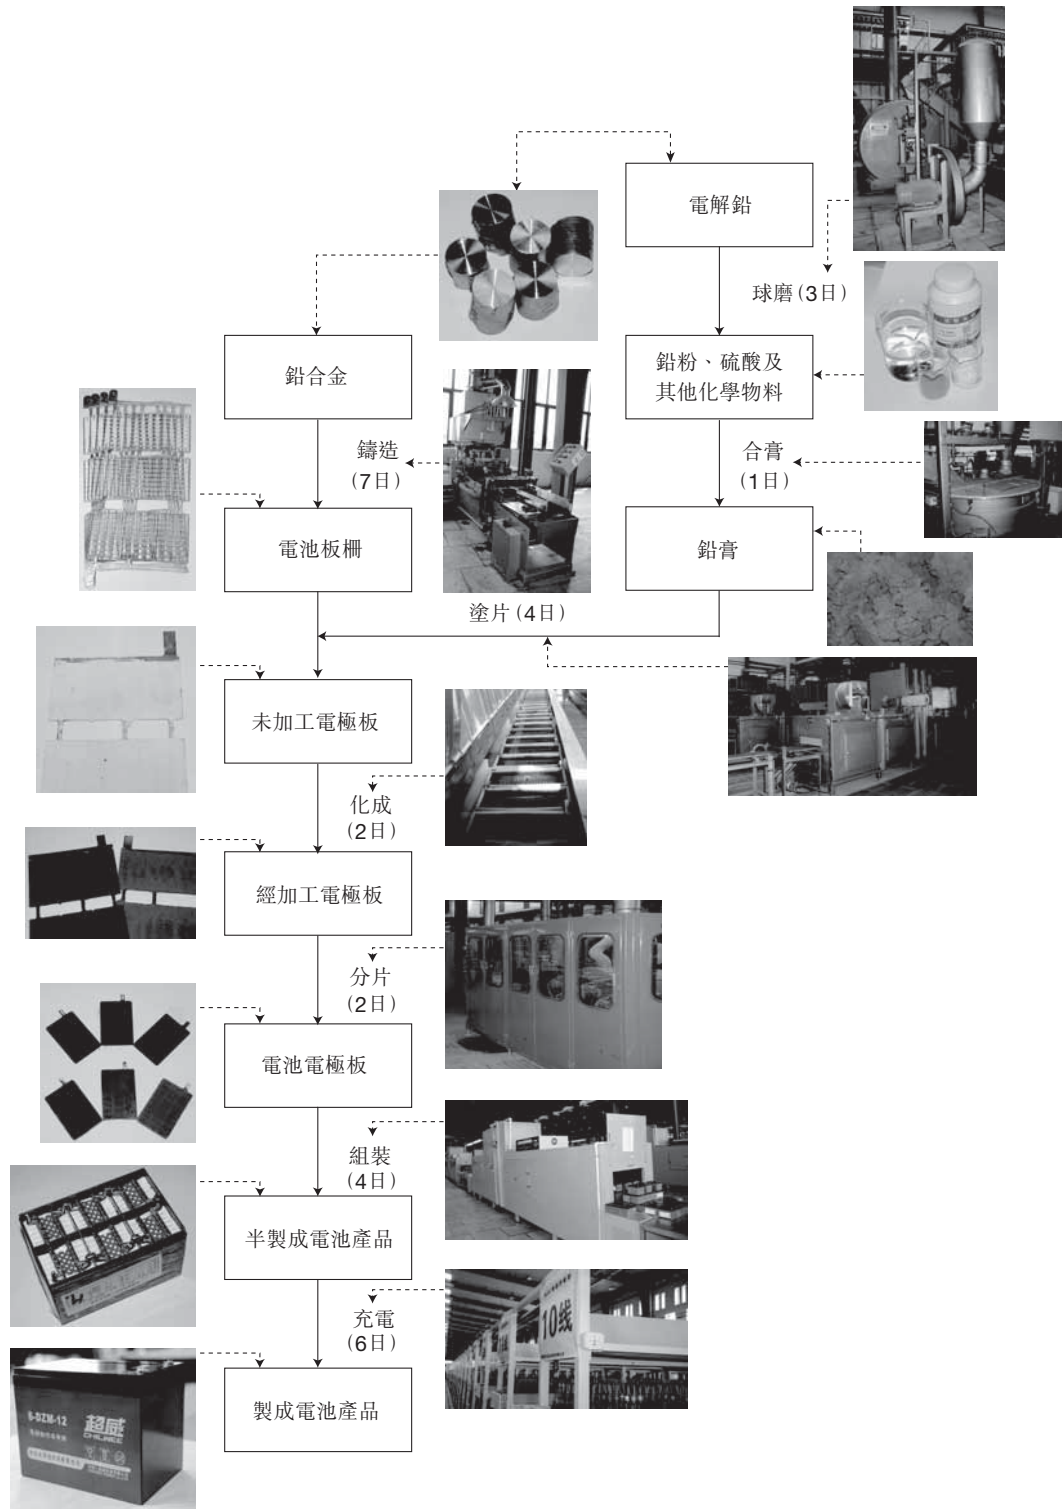 電解鉛
球磨(3日)
鉛合金
鉛粉、硫酸及
其他化學物料
鑄造
(7日)
合膏
(1日)
電池板柵
鉛膏
塗片(4日)
未加工電極板
化成
(2日)
經加工電極板
分片
(2日)
電池電極板
組裝
(4日)
半製成電池產品
充電
(6日)
10线
製成電池產品
6-DZM-12
超威
CHILWEE